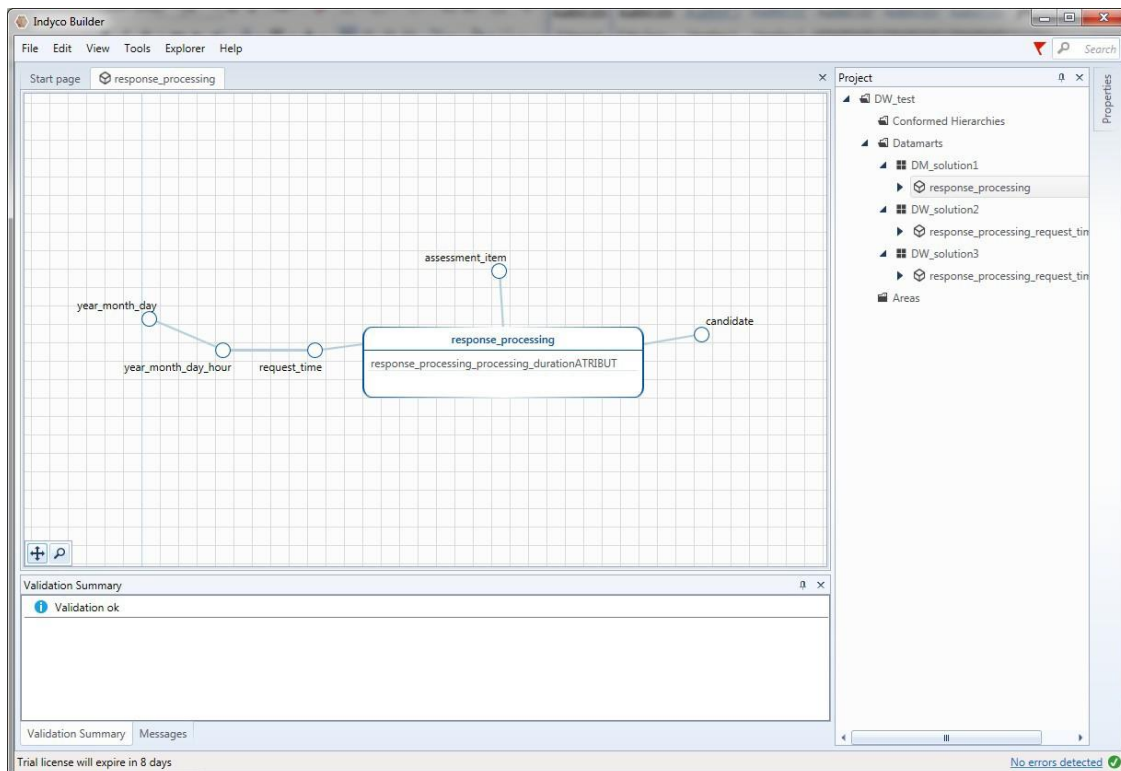 Indyco Builder
File Edit View Tools Explorer Help
Search
Start page response_processing
Project
Properties
DW_test
Conformed Hierarchies
Datamarts
DM_solution1
response_processing
DW_solution2
response_processing_request_tim
DW_solution3
response_processing_request_tim
Areas
assessment_item
year_month_day
candidate
response_processing
year_month_day_hour
request_time
response_processing_processing_durationATRIBUT
Validation Summary
Validation ok
Validation Summary Messages
Trial license will expire in 8 days
No errors detected